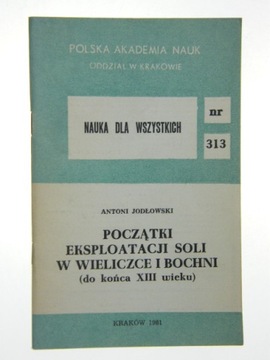 POLSKA AKADEMIA NAUK
ODDZIAŁ W KRAKOWIE
NAUKA DLA WSZYSTKICH
nr
313
ANTONI JODŁOWSKI
POCZĄTKI
EKSPLOATACJI SOLI
W WIELICZCE I BOCHNI
(do końca XIII wieku)
KRAKÓW 1981